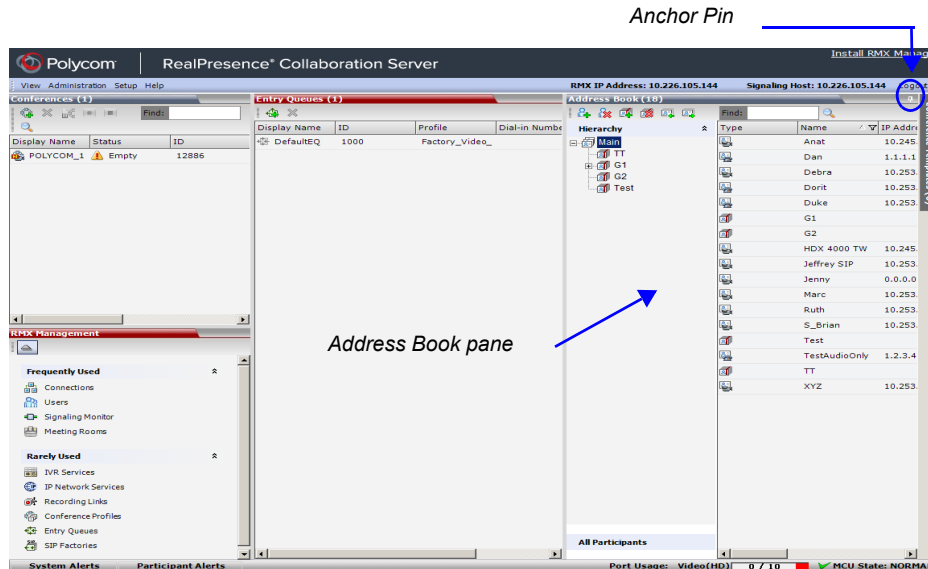 Anchor Pin
Install RMX Manag
Polycom RealPresence Collaboration Server
View Administration Setup Help
RMX IP Address: 10.226.105.144 Signaling Host: 10.226.105.144
Conferences (1)
Find:
Display Name Status ID
POLYCOM_1 Empty 12886
Entry Queues (1)
Display Name ID Profile Dial-in Numbe
DefaultEQ 1000 Factory_Video_
Address Book (18)
Find:
Hierarchy
Main
TT
G1
G2
Test
Type Name IP Addre
Anat 10.245.
Dan 1.1.1.1
Debra 10.253.
Dorit 10.253.
Duke 10.253.
G1
G2
HDX 4000 TW 10.245.
Jeffrey SIP 10.253.
Jenny 0.0.0.0
Marc 10.253.
Ruth 10.253.
S_Brian 10.253.
Test
TestAudioOnly 1.2.3.4
TT
XYZ 10.253.
Address Book pane
All Participants
RMX Management
Frequently Used
Connections
Users
Signaling Monitor
Meeting Rooms
Rarely Used
IVR Services
IP Network Services
Recording Links
Conference Profiles
Entry Queues
SIP Factories
System Alerts Participant Alerts
Port Usage: Video(HD) 0 / 10 MCU State: NORMA